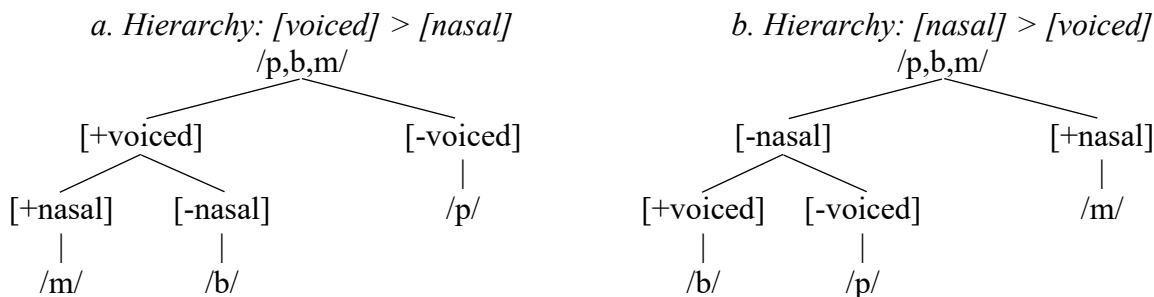 a. Hierarchy: [voiced] > [nasal]
/p,b,m/
[+voiced] [-voiced]
[+nasal] [-nasal] /p/
/m/ /b/
b. Hierarchy: [nasal] > [voiced]
/p,b,m/
[-nasal] [+nasal]
[+voiced] [-voiced] /m/
/b/ /p/